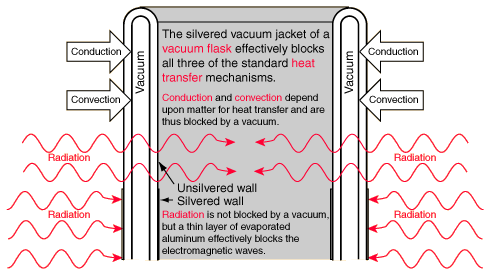 The silvered vacuum jacket of a
vacuum flask effectively blocks
all three of the standard heat
transfer mechanisms.
Conduction
Vacuum
Vacuum
Conduction
Convection
Convection
Conduction and convection depend
upon matter for heat transfer and are
thus blocked by a vacuum.
Radiation
Radiation
Unsilvered wall
Silvered wall
Radiation
Radiation
Radiation is not blocked by a vacuum,
but a thin layer of evaporated
aluminum effectively blocks the
electromagnetic waves.